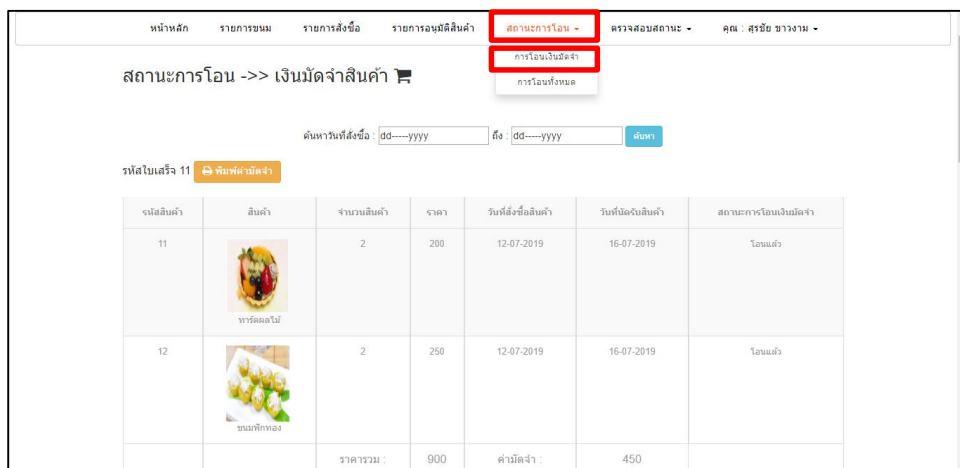 หน้าหลัก รายการขนม รายการสั่งซื้อ รายการอนุมัติสินค้า สถานะการโอน ตรวจสอบสถานะ คุณ : สุรชัย ขาวงาม
การโอนเงินมัดจำ
การโอนทั้งหมด
สถานะการโอน ->> เงินมัดจำสินค้า
ค้นหาวันที่สั่งซื้อ : dd-----yyyy ถึง : dd-----yyyy ค้นหา
รหัสใบเสร็จ 11 พิมพ์ค่ามัดจำ
รหัสสินค้า สินค้า จำนวนสินค้า ราคา วันที่สั่งซื้อสินค้า วันที่นัดรับสินค้า สถานะการโอนเงินมัดจำ
11 2 200 12-07-2019 16-07-2019 โอนแล้ว
ทาร์ตผลไม้
12 2 250 12-07-2019 16-07-2019 โอนแล้ว
ขนมฟักทอง
ราคารวม : 900 ค่ามัดจำ : 450